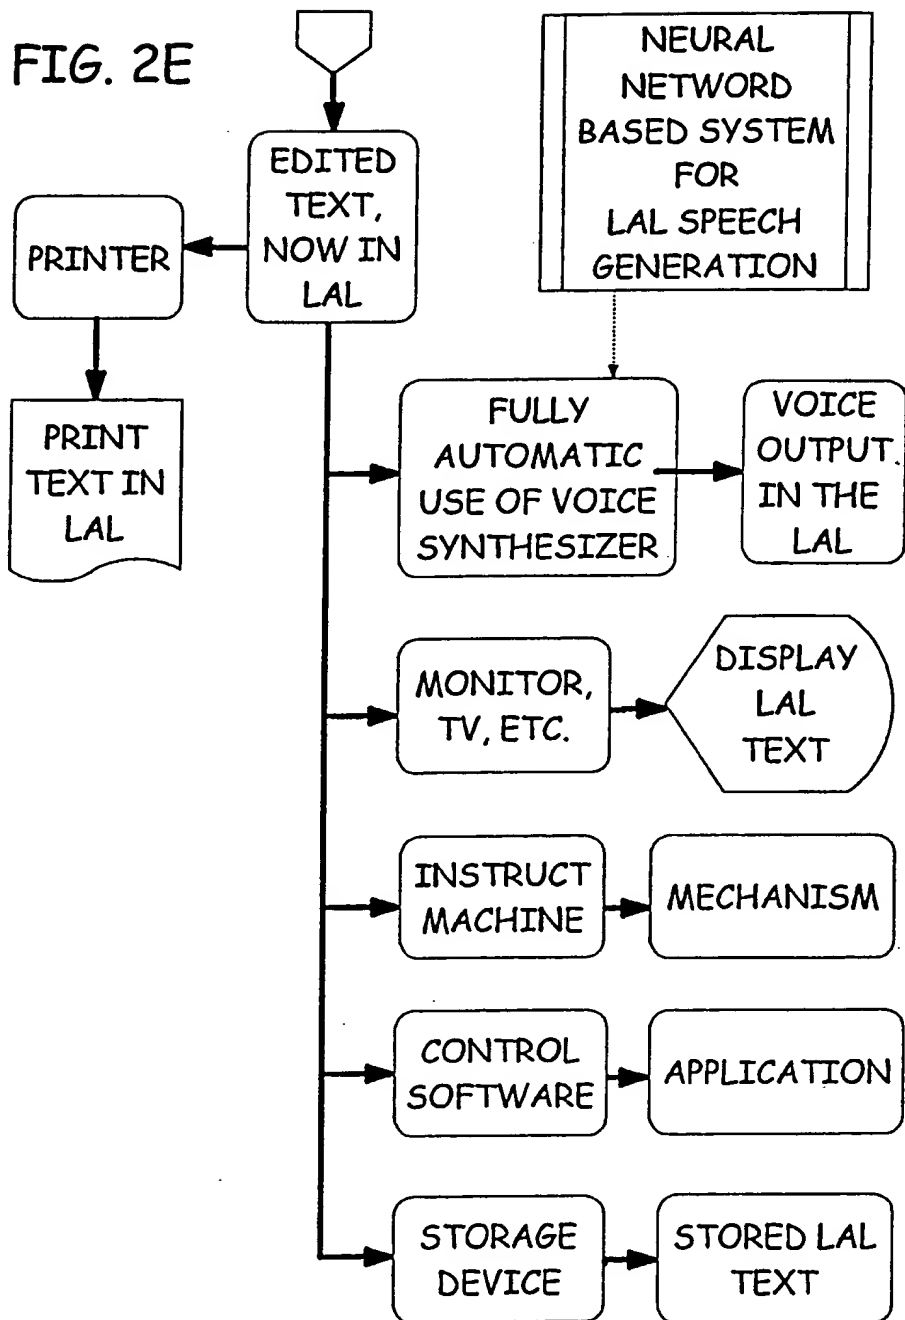 FIG. 2E
NEURAL
NETWORD
BASED SYSTEM
FOR
LAL SPEECH
GENERATION
EDITED
TEXT,
NOW IN
LAL
PRINTER
PRINT
TEXT IN
LAL
FULLY
AUTOMATIC
USE OF VOICE
SYNTHESIZER
VOICE
OUTPUT
IN THE
LAL
MONITOR,
TV, ETC.
DISPLAY
LAL
TEXT
INSTRUCT
MACHINE
MECHANISM
CONTROL
SOFTWARE
APPLICATION
STORAGE
DEVICE
STORED LAL
TEXT